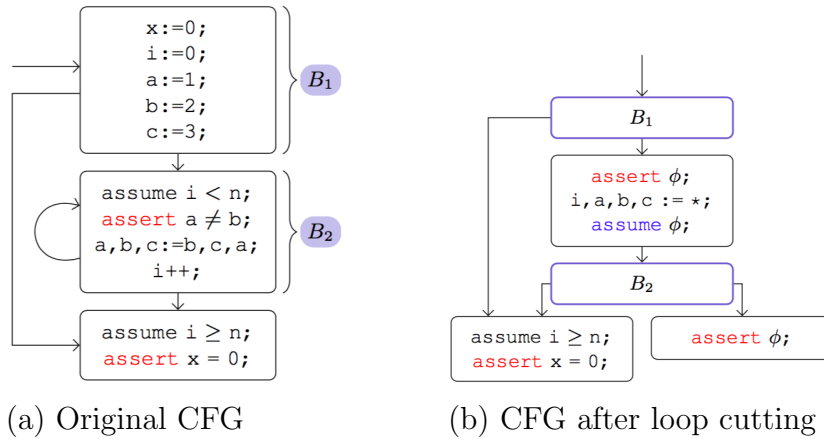 x:=0;
i:=0;
a:=1;
b:=2;
c:=3;
B₁
assume i < n;
assert a ≠ b;
a,b,c:=b,c,a;
i++;
B₂
assume i ≥ n;
assert x = 0;
(a) Original CFG
B₁
assert ϕ;
i,a,b,c := *;
assume ϕ;
B₂
assume i ≥ n;
assert x = 0;
assert ϕ;
(b) CFG after loop cutting